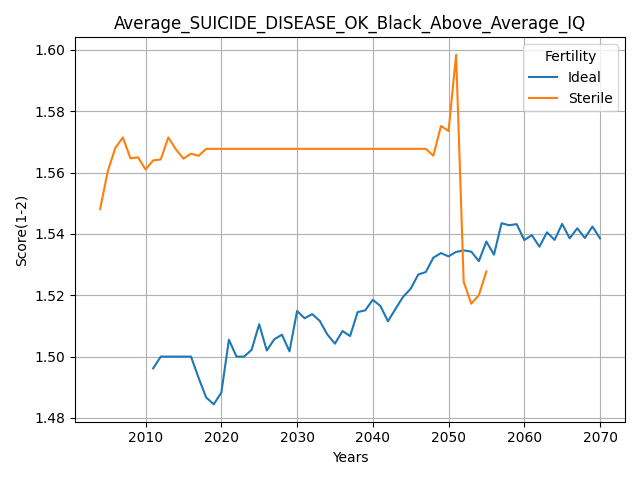 Average_SUICIDE_DISEASE_OK_Black_Above_Average_IQ
Fertility
Ideal
Sterile
Score(1-2)
1.60
1.58
1.56
1.54
1.52
1.50
1.48
2010
2020
2030
2040
2050
2060
2070
Years